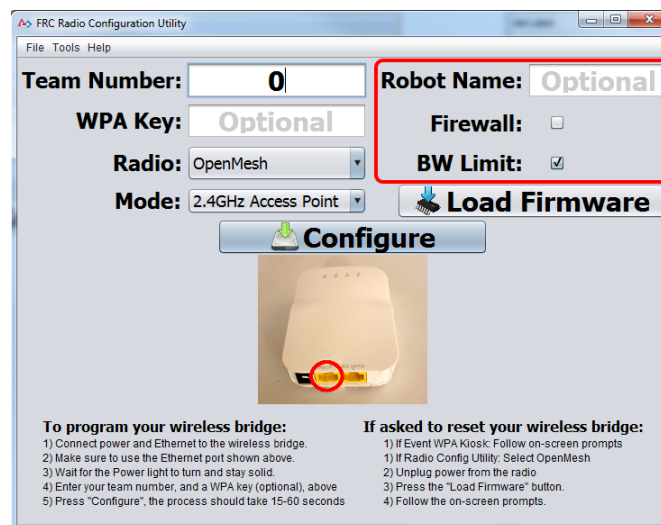 FRC Radio Configuration Utility
File Tools Help
Team Number: 0
Robot Name: Optional
WPA Key: Optional
Firewall:
Radio: OpenMesh
BW Limit:
Mode: 2.4GHz Access Point
Load Firmware
Configure
To program your wireless bridge:
1) Connect power and Ethernet to the wireless bridge.
2) Make sure to use the Ethernet port shown above.
3) Wait for the Power light to turn and stay solid.
4) Enter your team number, and a WPA key (optional), above
5) Press "Configure", the process should take 15-60 seconds
If asked to reset your wireless bridge:
1) If Event WPA Kiosk: Follow on-screen prompts
1) If Radio Config Utility: Select OpenMesh
2) Unplug power from the radio
3) Press the "Load Firmware" button.
4) Follow the on-screen prompts.